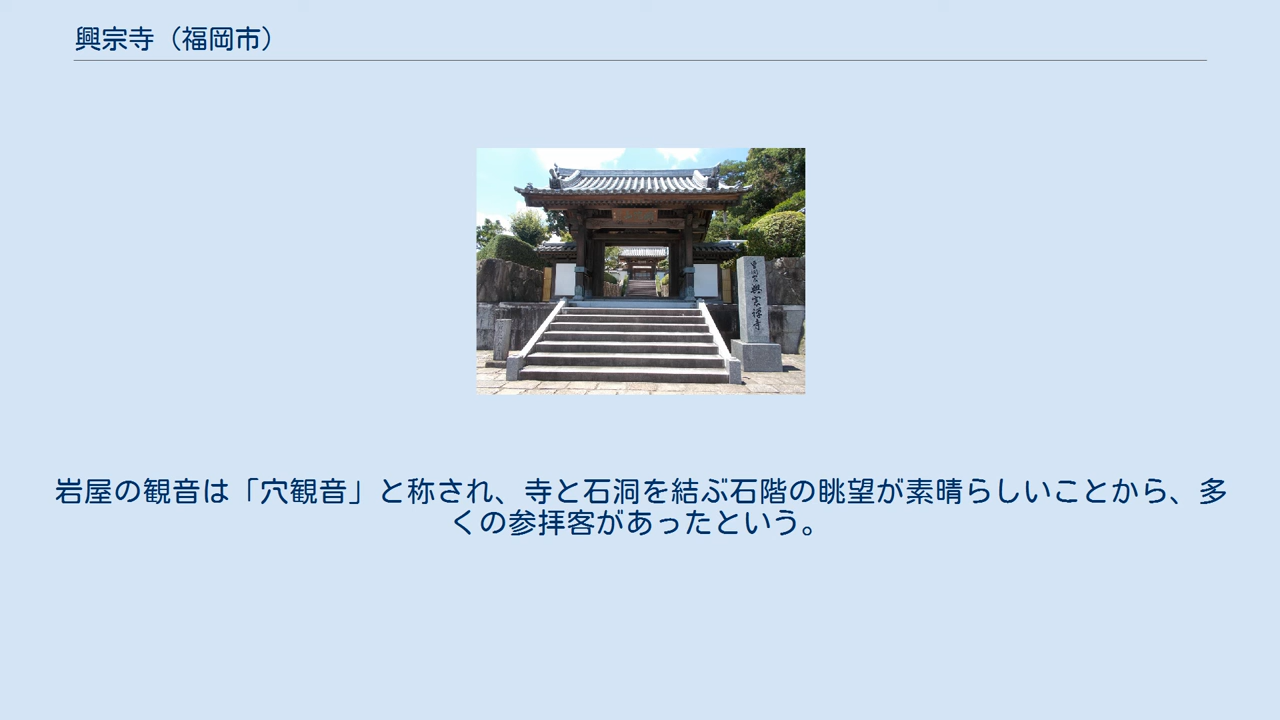 興宗寺（福岡市）
岩屋の観音は「穴観音」と称され、寺と石洞を結ぶ石階の眺望が素晴らしいことから、多
くの参拝客があったという。